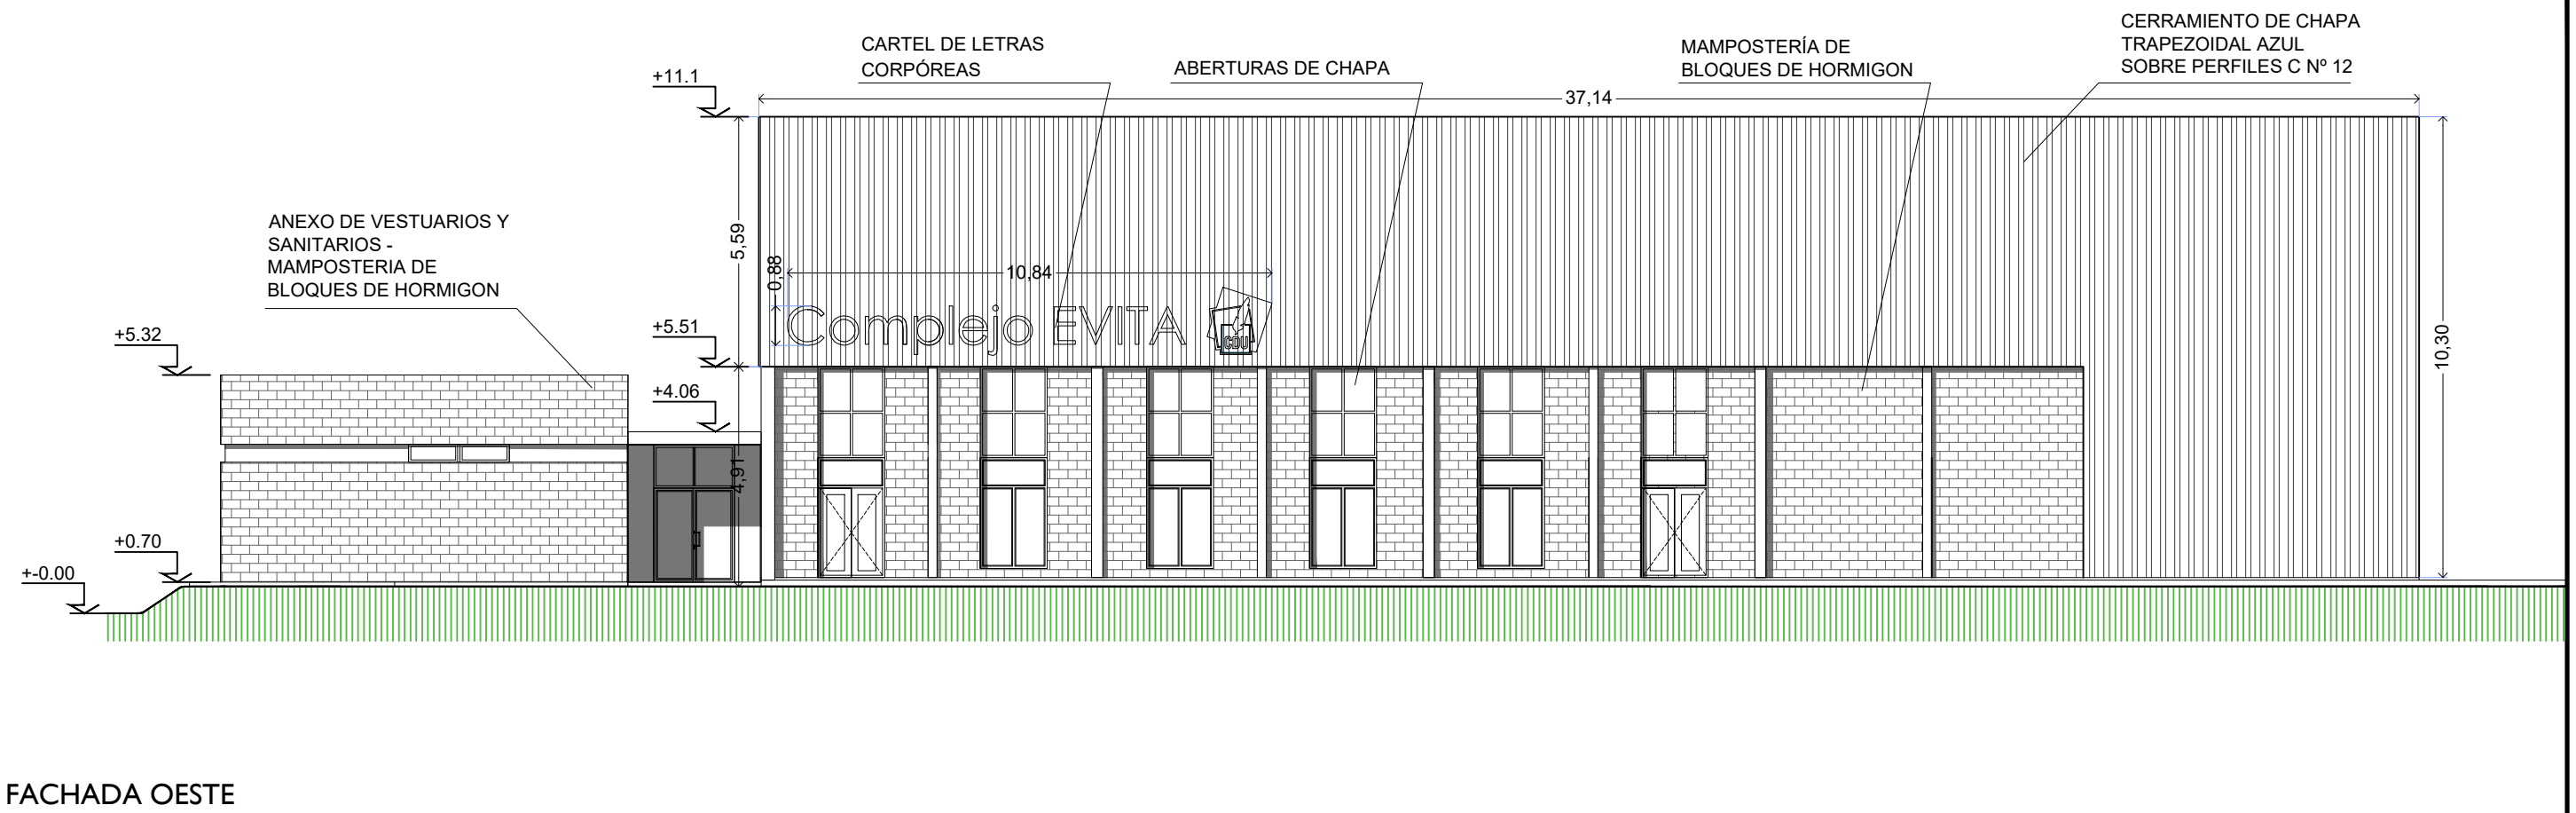 CERRAMIENTO DE CHAPA
TRAPEZOIDAL AZUL
SOBRE PERFILES C Nº 12
CARTEL DE LETRAS
CORPÓREAS
ABERTURAS DE CHAPA
MAMPOSTERÍA DE
BLOQUES DE HORMIGON
+11.1
37,14
ANEXO DE VESTUARIOS Y
SANITARIOS -
MAMPOSTERIA DE
BLOQUES DE HORMIGON
5,59
0,88
10,84
Complejo EVITA
CDU
+5.32
+5.51
10,30
+4.06
4,91
+0.70
+-0.00
FACHADA OESTE